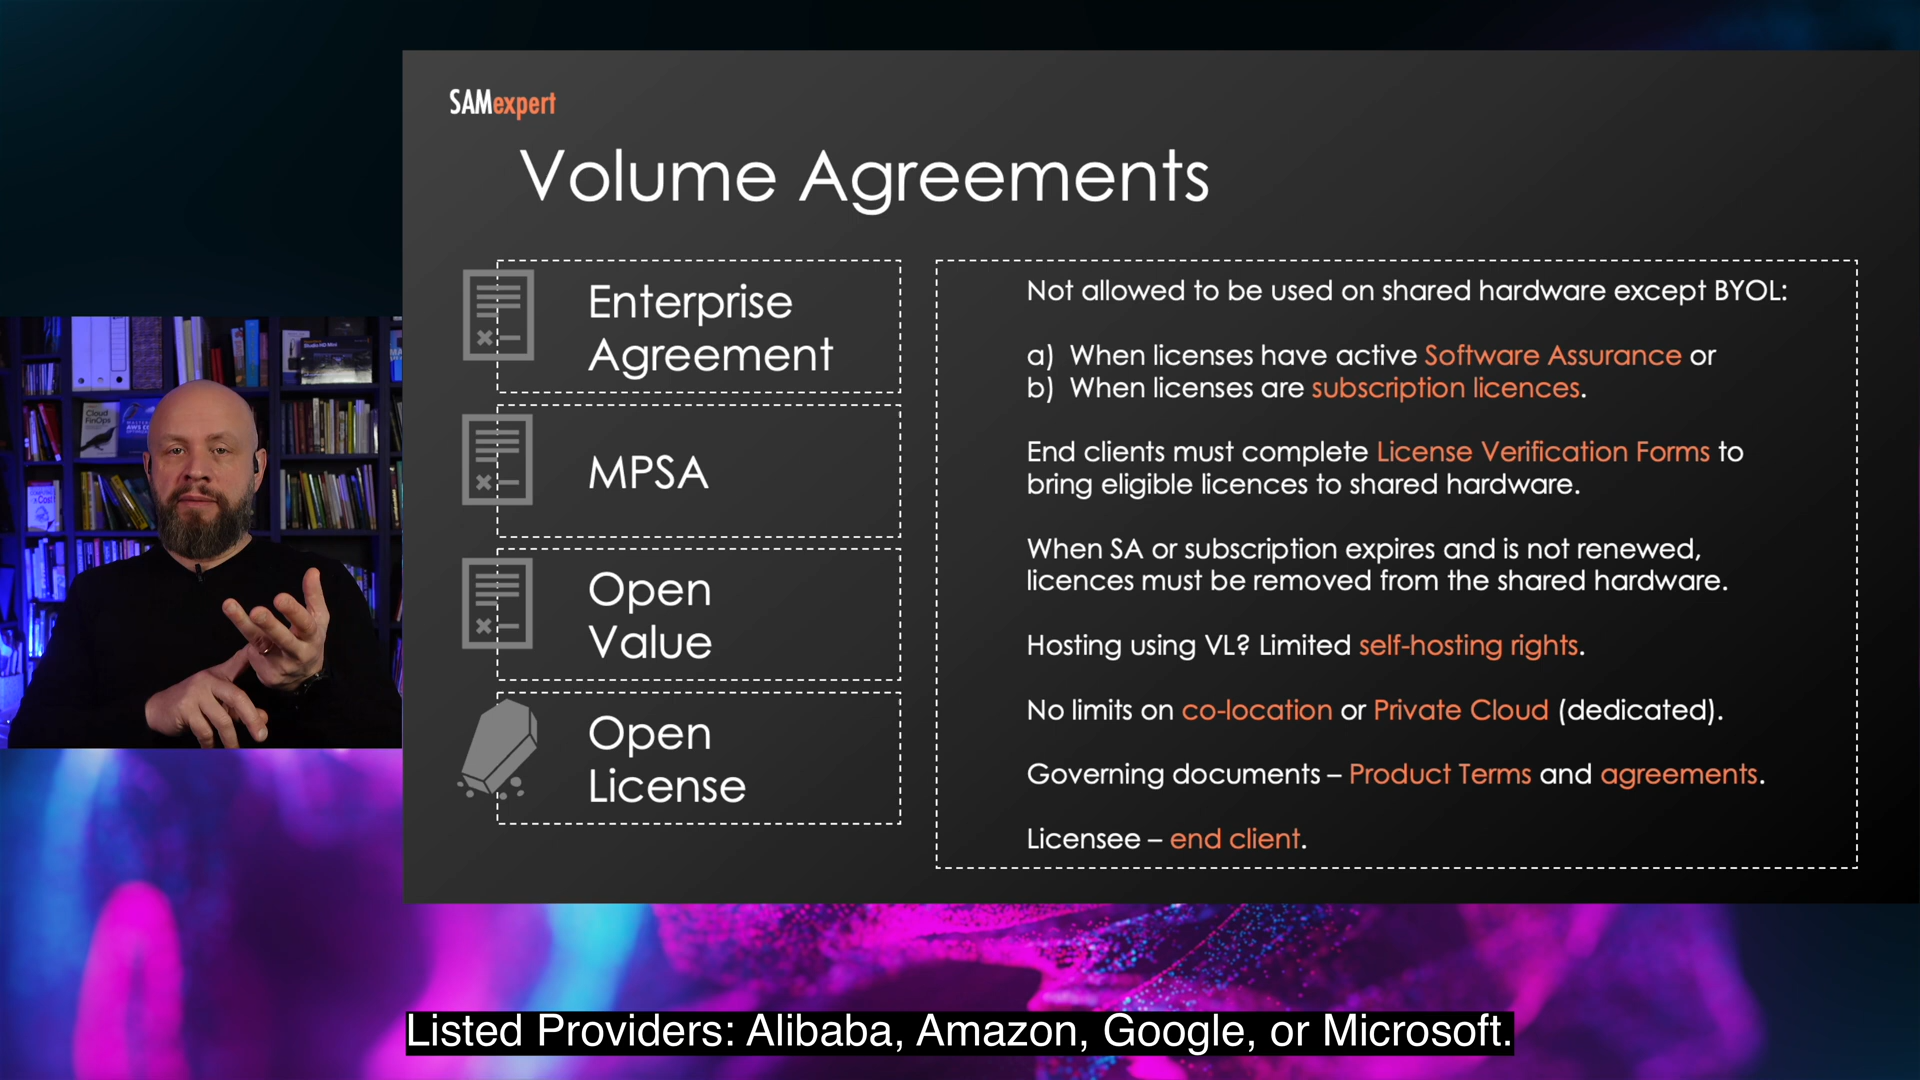 SAMexpert
Volume Agreements
Enterprise
Agreement
MPSA
Open
Value
Open
License
Not allowed to be used on shared hardware except BYOL:
a) When licenses have active Software Assurance or
b) When licenses are subscription licences.
End clients must complete License Verification Forms to
bring eligible licences to shared hardware.
When SA or subscription expires and is not renewed,
licences must be removed from the shared hardware.
Hosting using VL? Limited self-hosting rights.
No limits on co-location or Private Cloud (dedicated).
Governing documents – Product Terms and agreements.
Licensee – end client.
Cloud
FinOps
Listed Providers: Alibaba, Amazon, Google, or Microsoft.